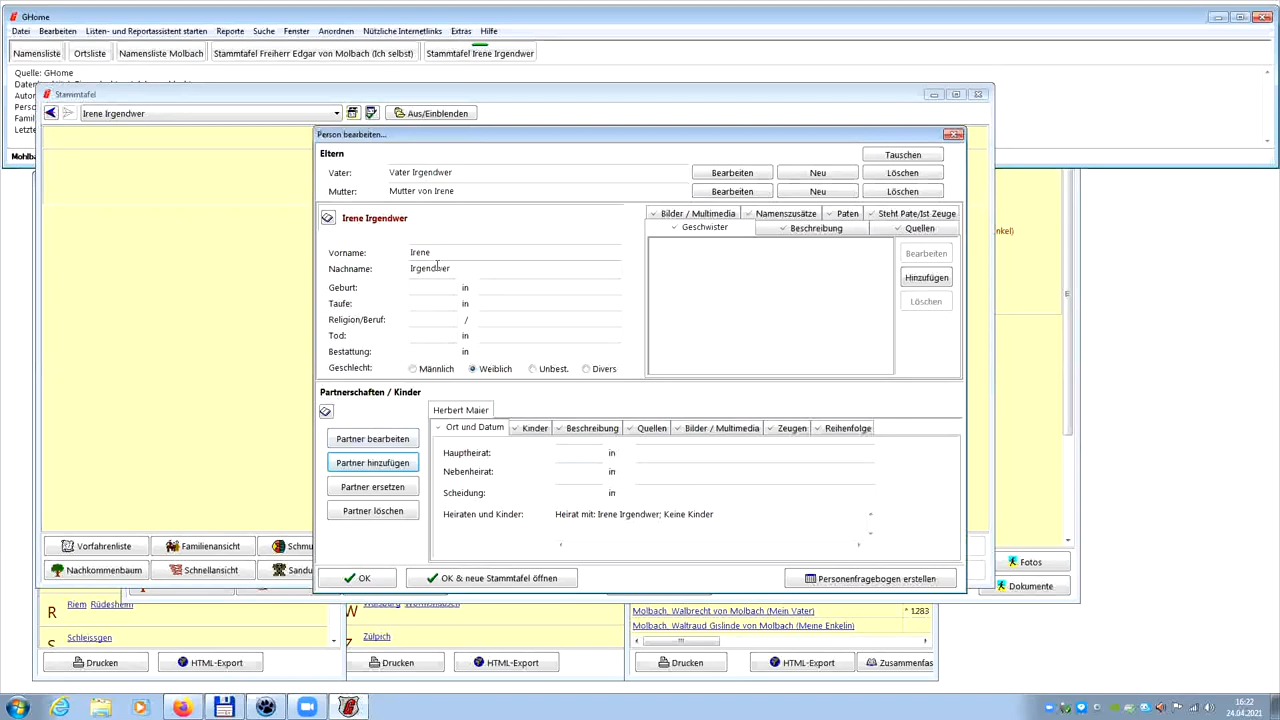 GHome
Datei Bearbeiten Listen- und Reportassistent starten Reporte Suche Fenster Anordnen Nützliche Internetlinks Extras Hilfe
Namensliste Ortsliste Namensliste Molbach Stammtafel Freiherr Edgar von Molbach (Ich selbst) Stammtafel Irene Irgendwer
Quelle: GHome
Stammtafel
Irene Irgendwer Aus/Einblenden
Person bearbeiten...
Eltern Tauschen
Vater: Vater Irgendwer Bearbeiten Neu Löschen
Mutter: Mutter von Irene Bearbeiten Neu Löschen
Irene Irgendwer
Bilder / Multimedia Namenszusätze Paten Steht Pate/Ist Zeuge
Geschwister Beschreibung Quellen
Vorname: Irene
Nachname: Irgendwer
Geburt: in
Taufe: in
Religion/Beruf: /
Tod: in
Bestattung: in
Geschlecht: Männlich Weiblich Unbest. Divers
Bearbeiten
Hinzufügen
Löschen
nkel)
Partnerschaften / Kinder
Herbert Maier
Ort und Datum Kinder Beschreibung Quellen Bilder / Multimedia Zeugen Reihenfolge
Partner bearbeiten
Partner hinzufügen
Partner ersetzen
Partner löschen
Hauptheirat: in
Nebenheirat: in
Scheidung: in
Heiraten und Kinder: Heirat mit: Irene Irgendwer; Keine Kinder
OK OK & neue Stammtafel öffnen Personenfragebogen erstellen
Vorfahrenliste Familienansicht Schmu
Nachkommenbaum Schnellansicht Sandu
Fotos
Dokumente
R Riem Rüdesheim
Schleissgen
W
Zülpich
Molbach, Walbrecht von Molbach (Mein Vater) * 1283
Molbach, Waltraud Gislinde von Molbach (Meine Enkelin)
Drucken HTML-Export Drucken HTML-Export Drucken HTML-Export Zusammenfas
16:22
24.04.2021